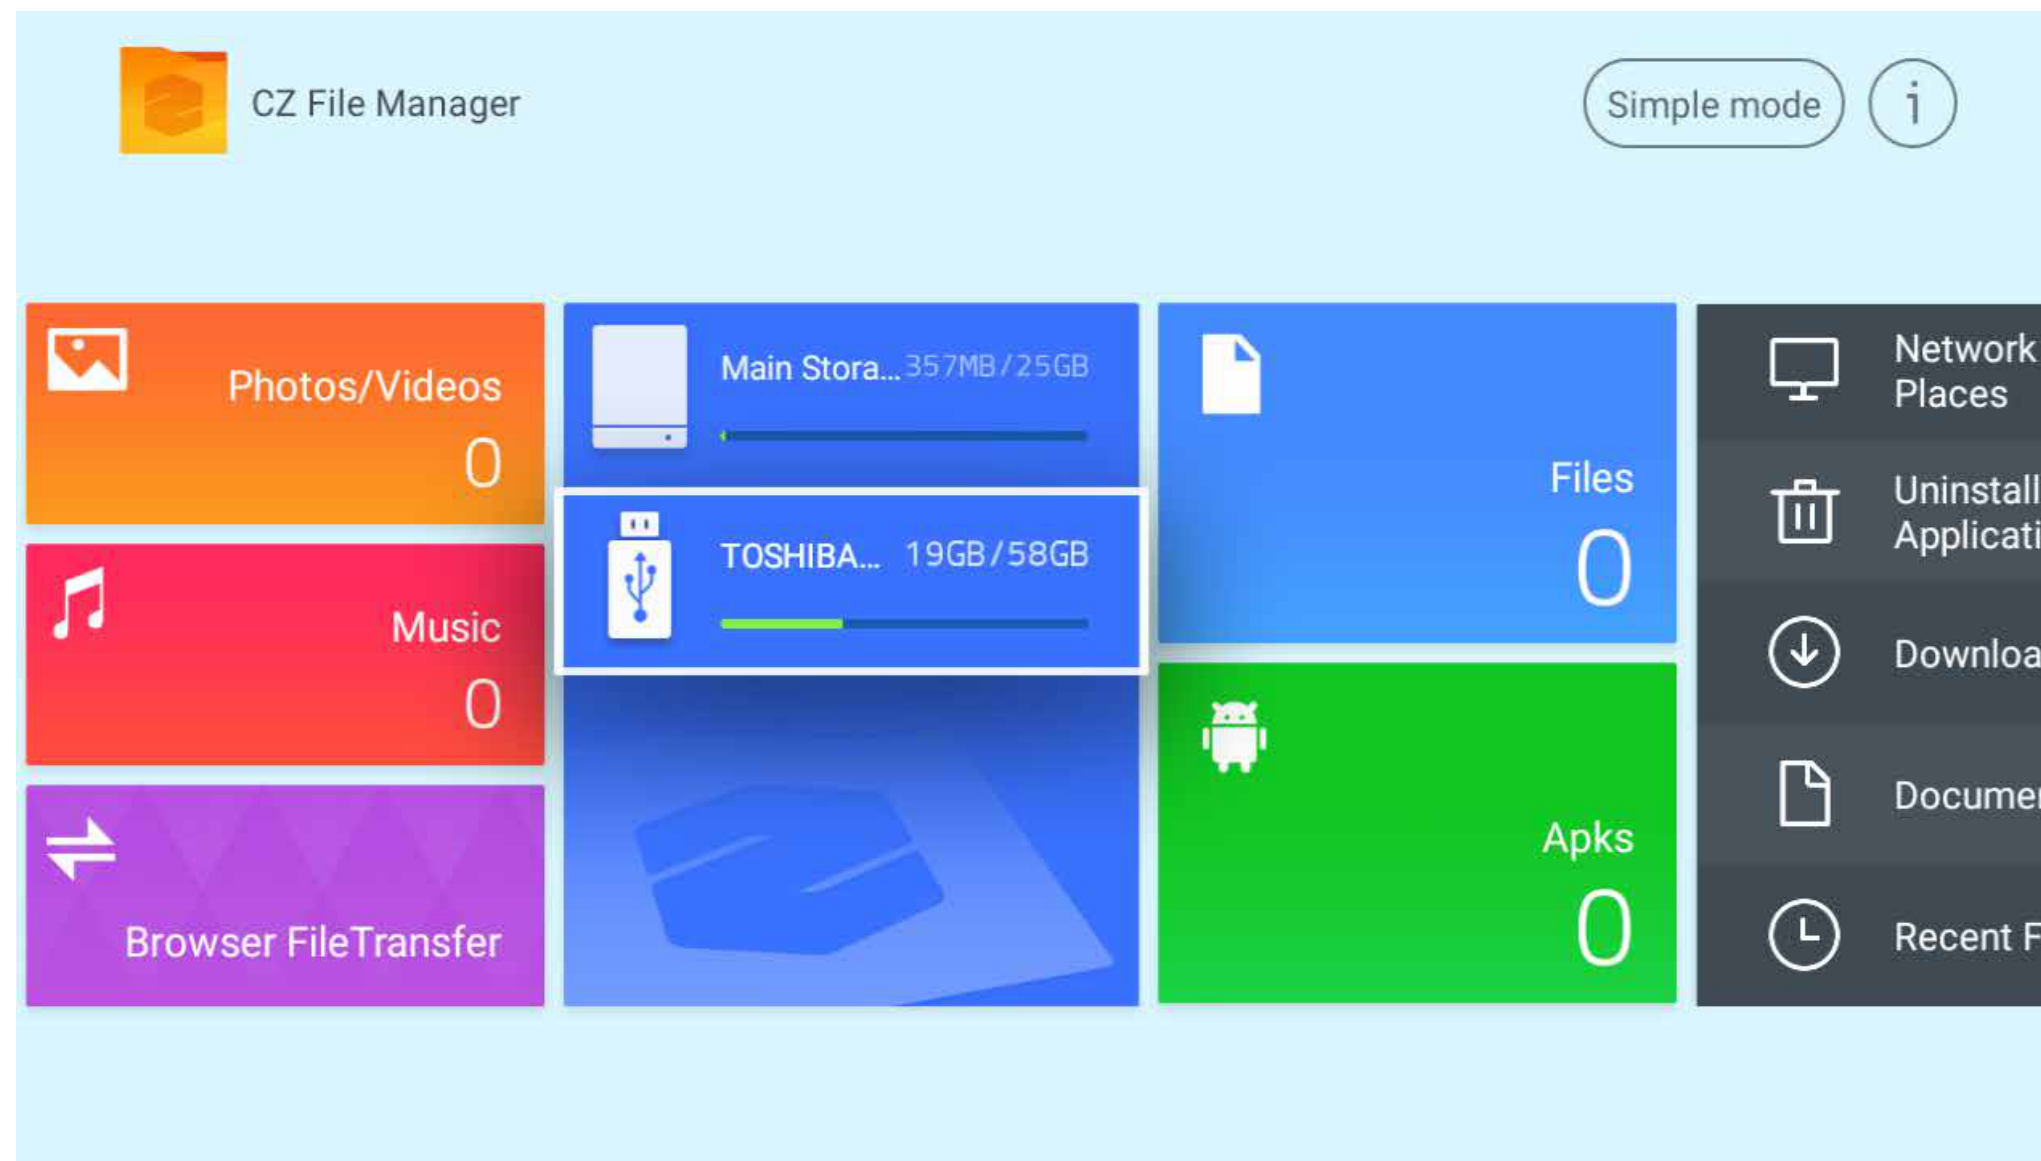 CZ File Manager
Simple mode
i
Photos/Videos
0
Music
0
Browser FileTransfer
Main Stora... 357MB/25GB
TOSHIBA... 19GB/58GB
Files
0
Apks
0
Network
Places
Uninstall
Applicati
Downloa
Documen
Recent F